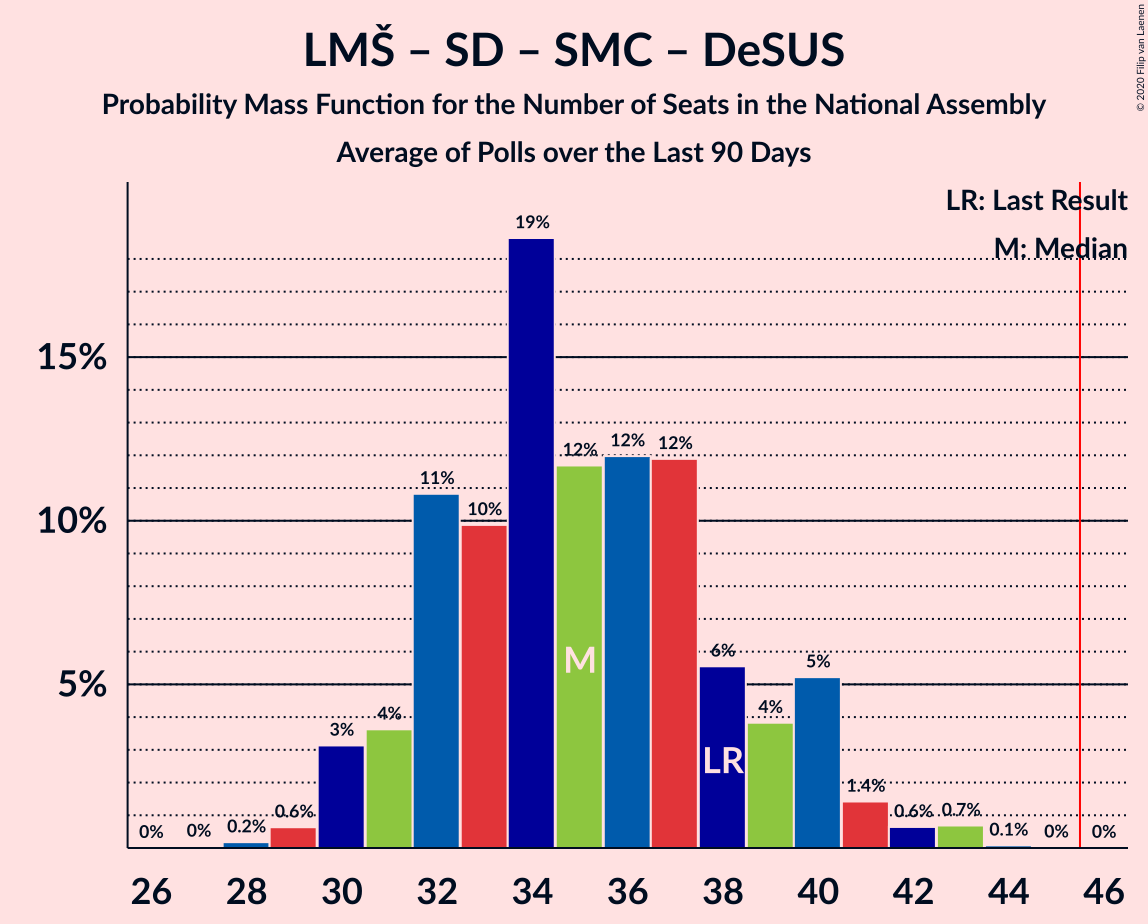 LMŠ – SD – SMC – DeSUS
Probability Mass Function for the Number of Seats in the National Assembly
Average of Polls over the Last 90 Days
© 2020 Filip van Laenen
LR: Last Result
M: Median
19%
15%
12% 12% 12%
11%
10%
10%
M
6%
5%
5%
4%
4%
3%
LR
1.4%
0% 0% 0.2% 0.6% 0.6% 0.7% 0.1% 0% 0%
26 28 30 32 34 36 38 40 42 44 46